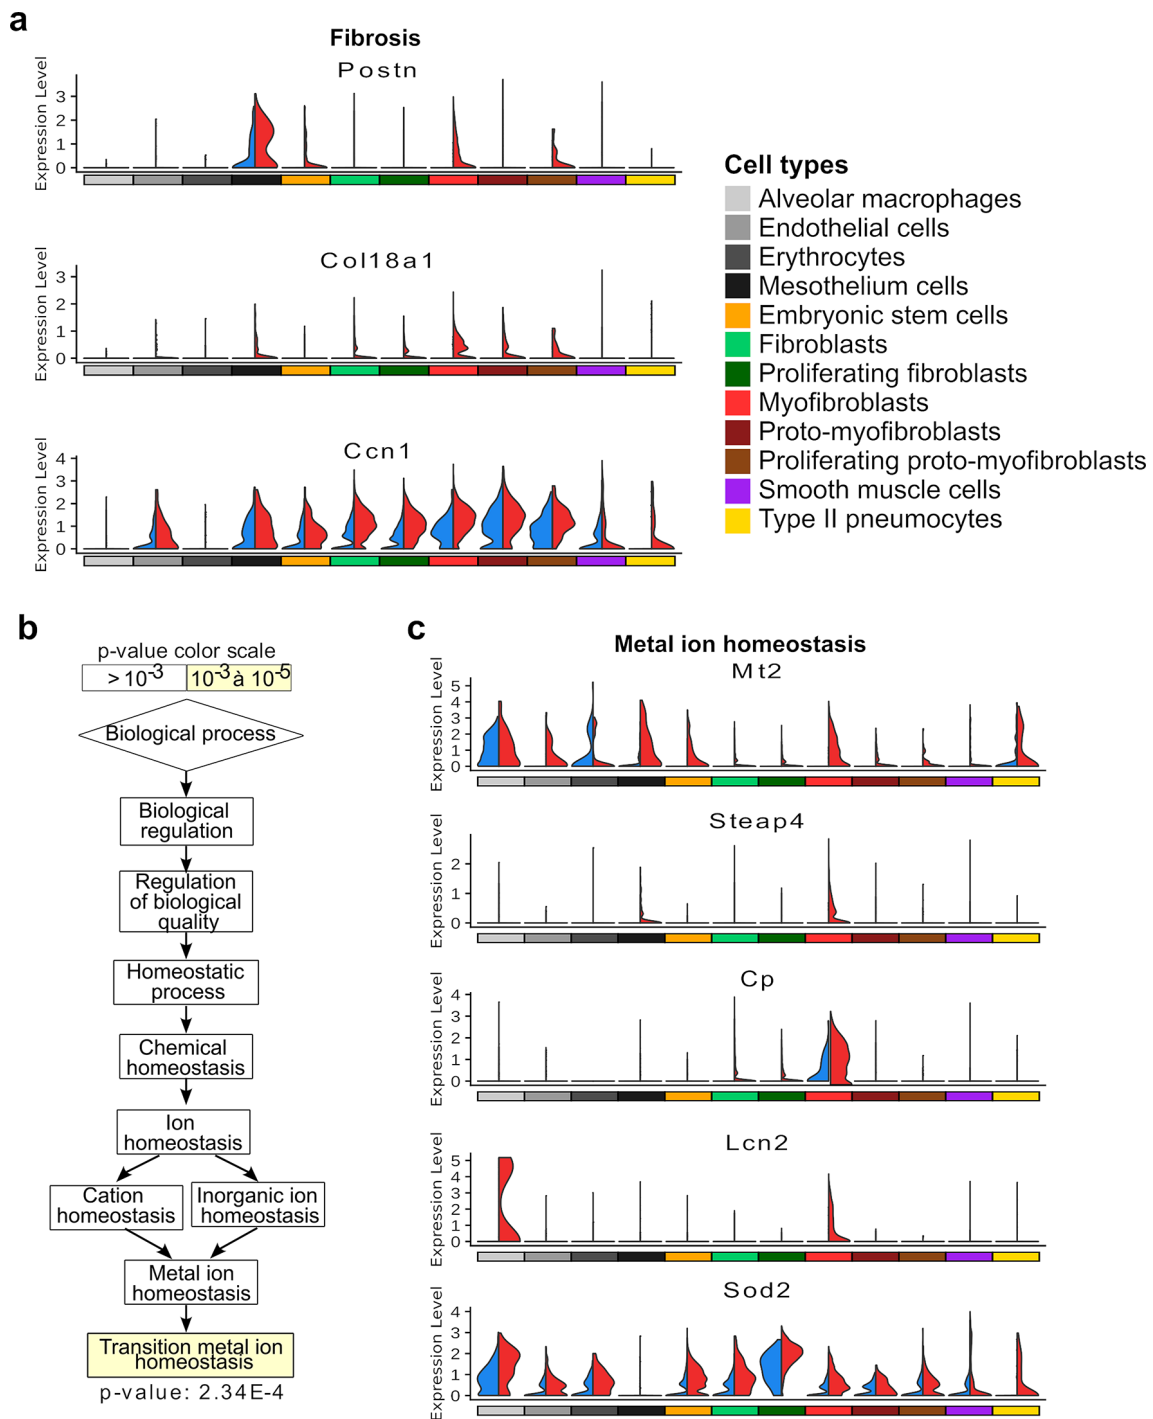 a
Fibrosis
Postn
Expression Level
3
2
1
0
Col18a1
Expression Level
3
2
1
0
Ccn1
Expression Level
4
3
2
1
0
Cell types
Alveolar macrophages
Endothelial cells
Erythrocytes
Mesothelium cells
Embryonic stem cells
Fibroblasts
Proliferating fibroblasts
Myofibroblasts
Proto-myofibroblasts
Proliferating proto-myofibroblasts
Smooth muscle cells
Type II pneumocytes
b
p-value color scale
> 10-3
10-3 à 10-5
Biological process
Biological
regulation
Regulation
of biological
quality
Homeostatic
process
Chemical
homeostasis
Ion
homeostasis
Cation
homeostasis
Inorganic ion
homeostasis
Metal ion
homeostasis
Transition metal ion
homeostasis
p-value: 2.34E-4
c
Metal ion homeostasis
Mt2
Expression Level
5
4
3
2
1
0
Steap4
Expression Level
2
1
0
Cp
Expression Level
4
3
2
1
0
Lcn2
Expression Level
5
4
3
2
1
0
Sod2
Expression Level
4
3
2
1
0